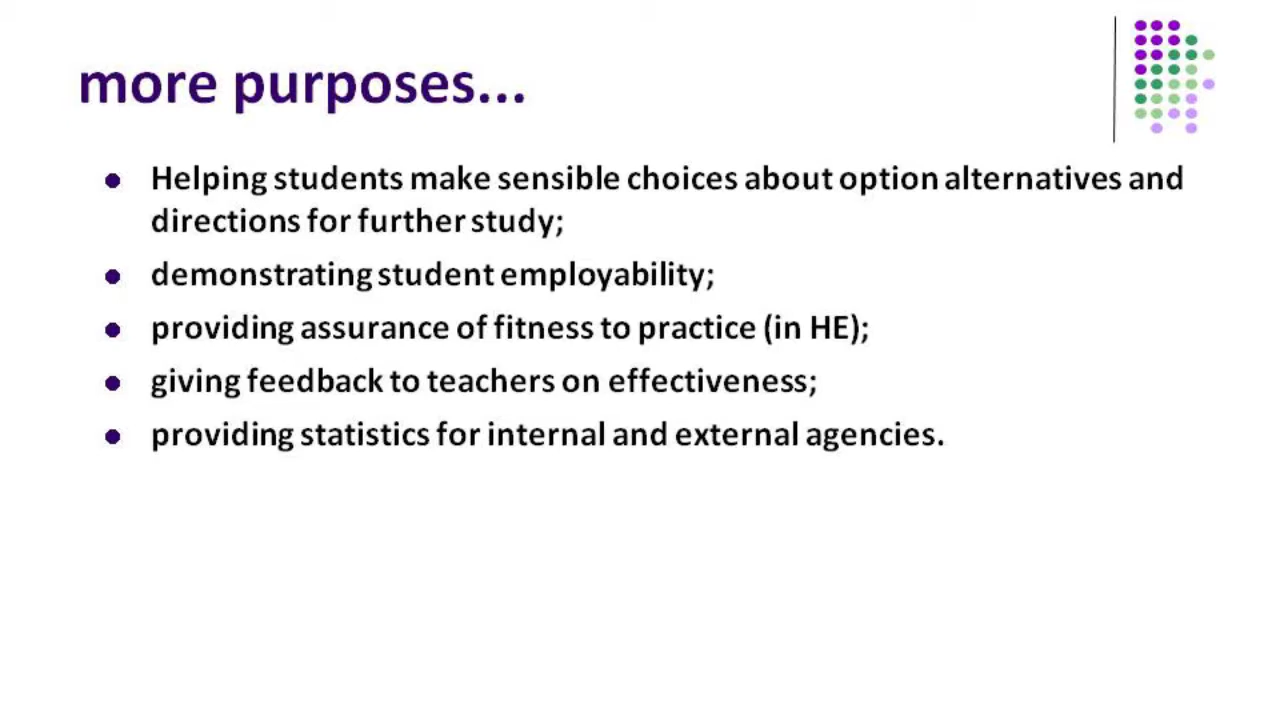 more purposes...
Helping students make sensible choices about option alternatives and
directions for further study;
demonstrating student employability;
providing assurance of fitness to practice (in HE);
giving feedback to teachers on effectiveness;
providing statistics for internal and external agencies.